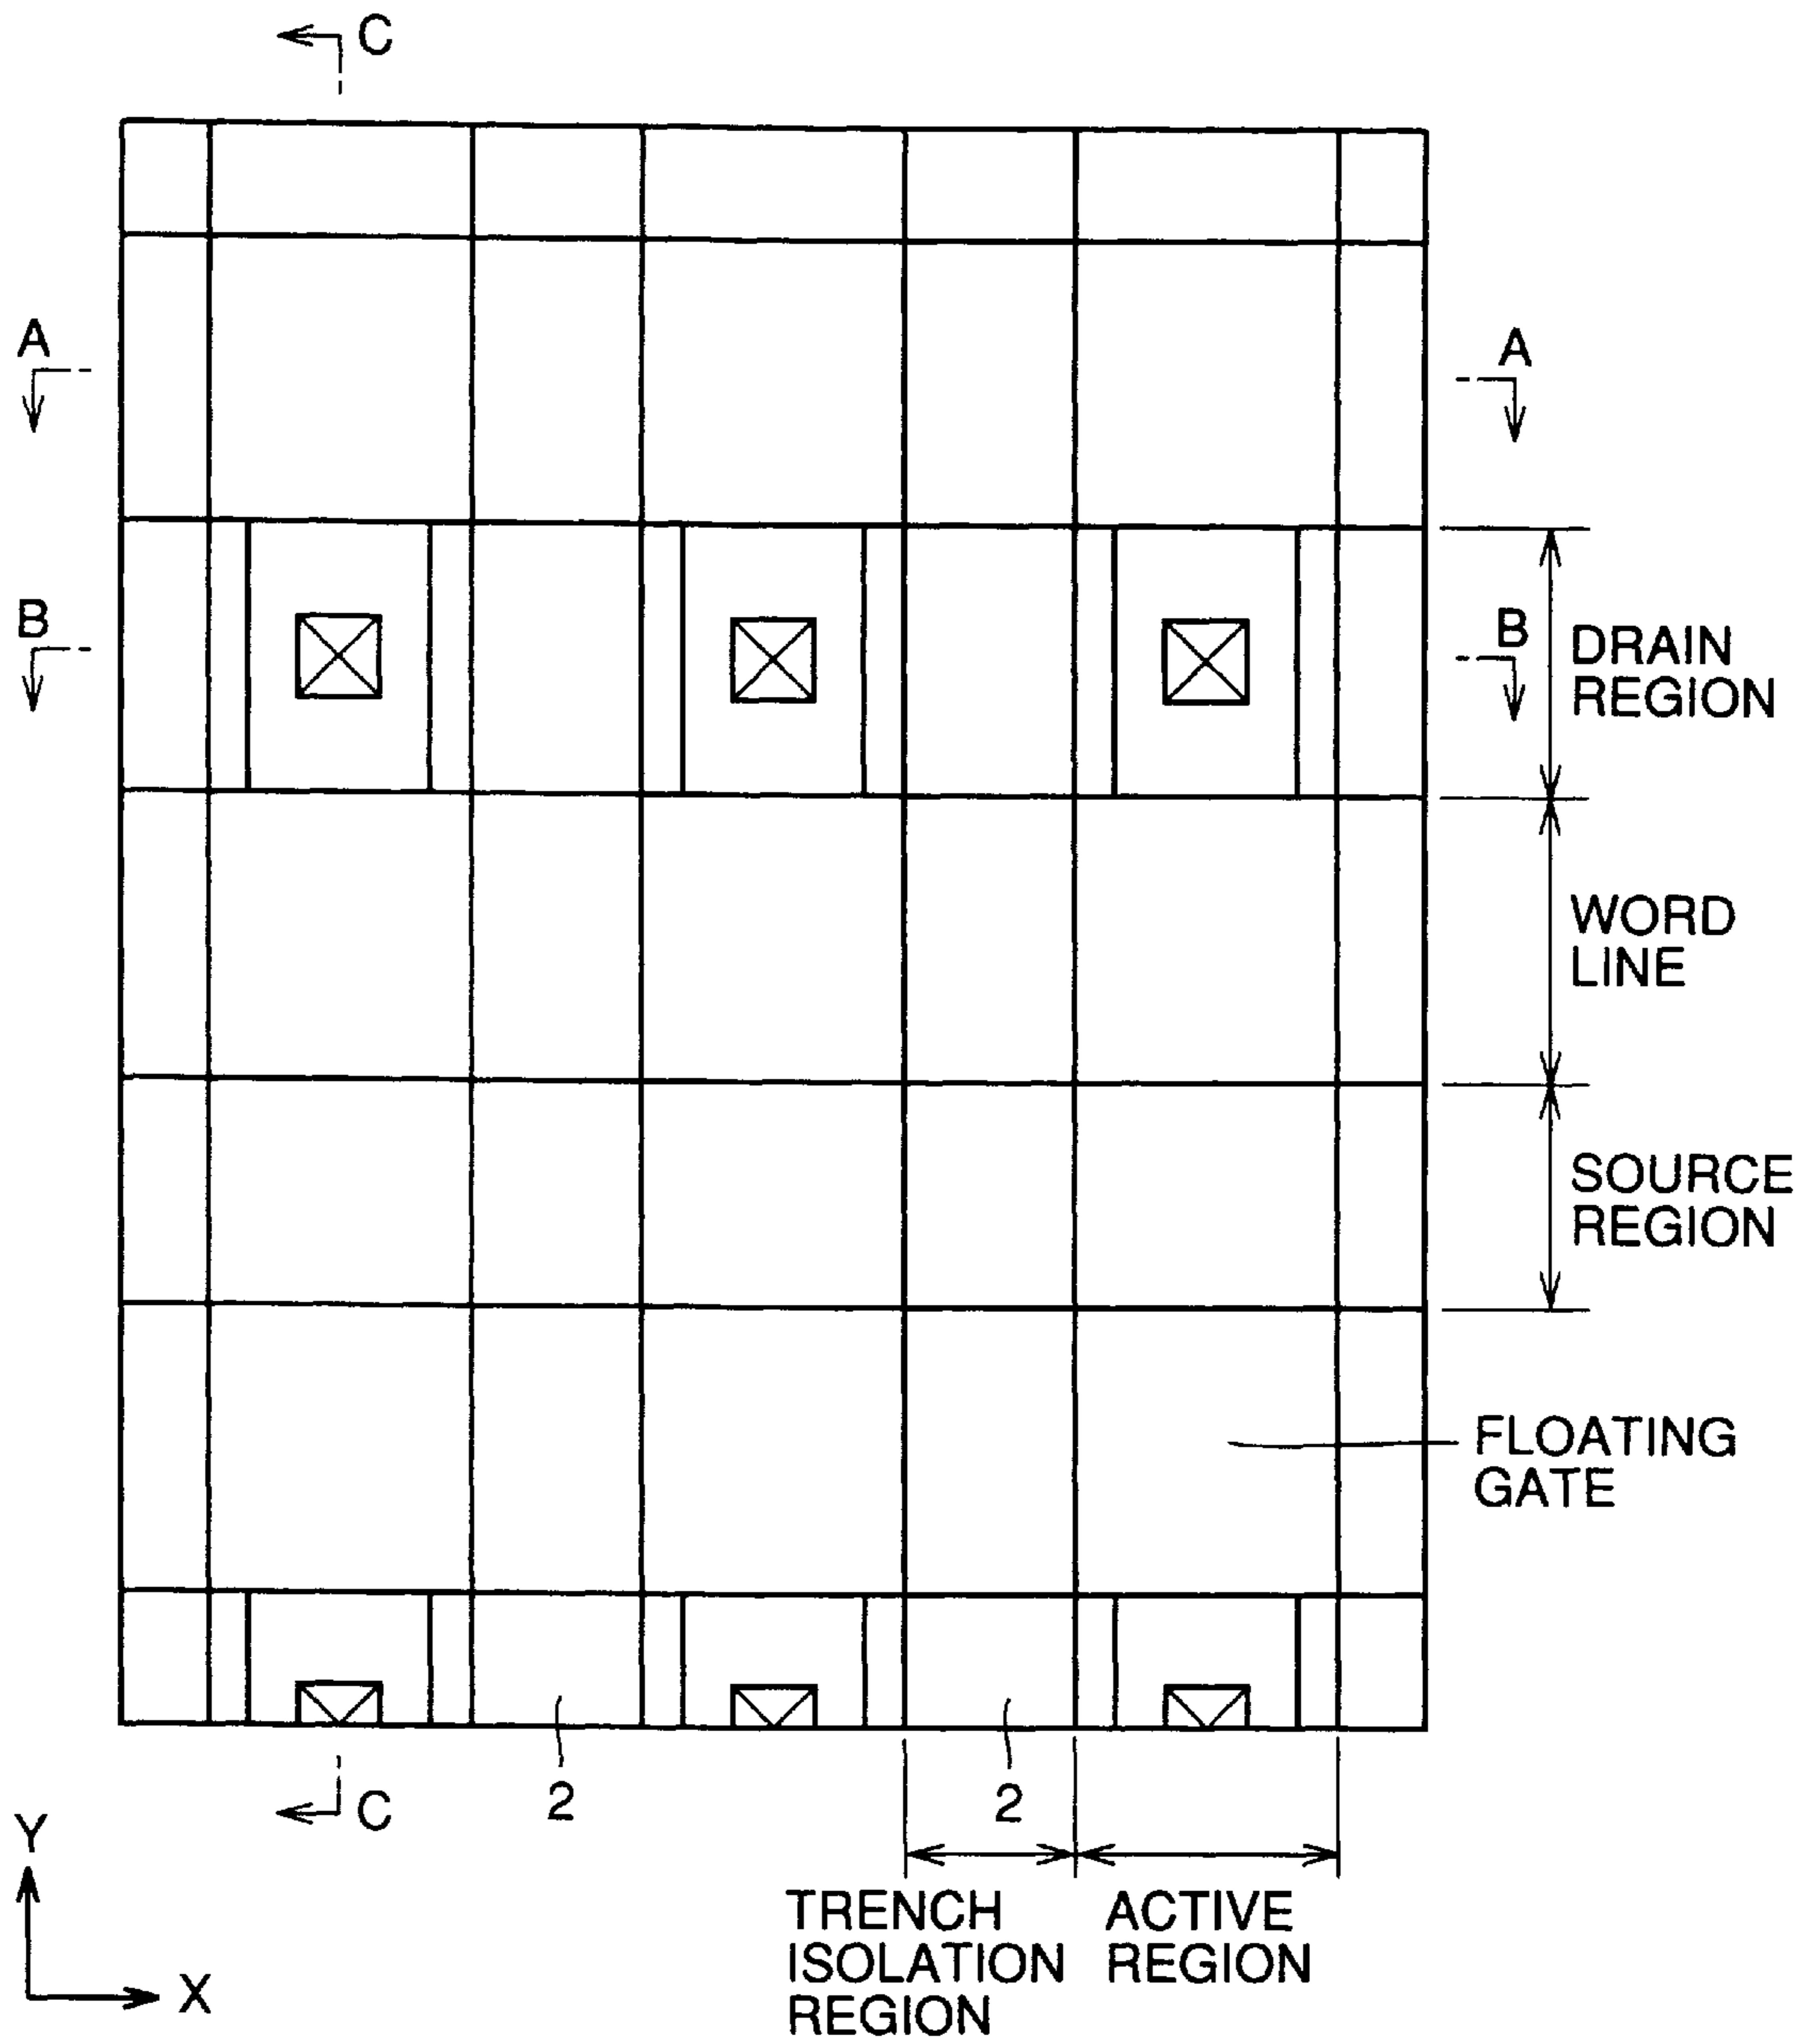 C
A
A
B
B
DRAIN
REGION
WORD
LINE
SOURCE
REGION
FLOATING
GATE
2
2
C
Y
X
TRENCH
ISOLATION
REGION
ACTIVE
REGION